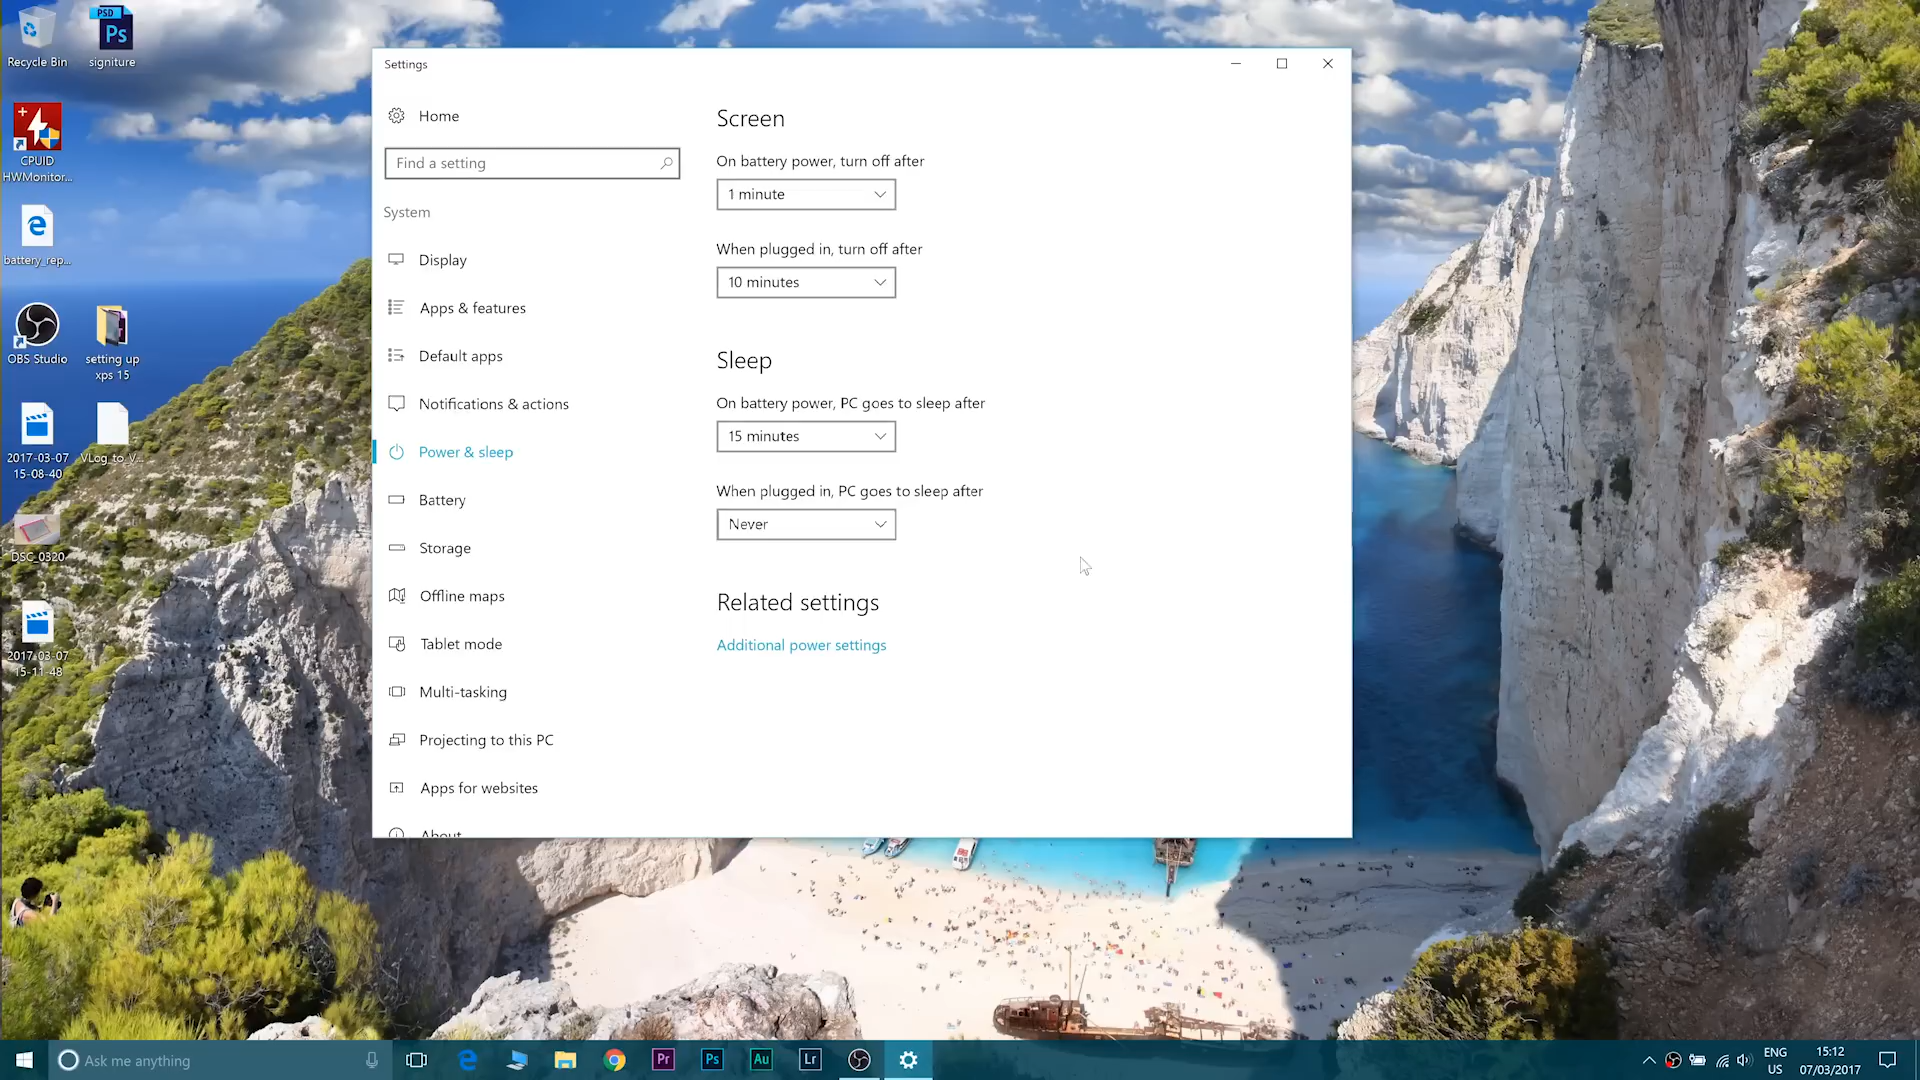 Recycle Bin
PSD
Ps
signiture
CPUID
HWMonitor...
battery_rep...
OBS Studio
setting up
xps 15
2017-03-07
15-08-40
VLog_to_V...
DSC_0320
2017-03-07
15-11-48
Settings
Home
Find a setting
System
Display
Apps & features
Default apps
Notifications & actions
Power & sleep
Battery
Storage
Offline maps
Tablet mode
Multi-tasking
Projecting to this PC
Apps for websites
About
Screen
On battery power, turn off after
1 minute
When plugged in, turn off after
10 minutes
Sleep
On battery power, PC goes to sleep after
15 minutes
When plugged in, PC goes to sleep after
Never
Related settings
Additional power settings
Ask me anything
Pr
Ps
Au
Lr
ENG
US
15:12
07/03/2017